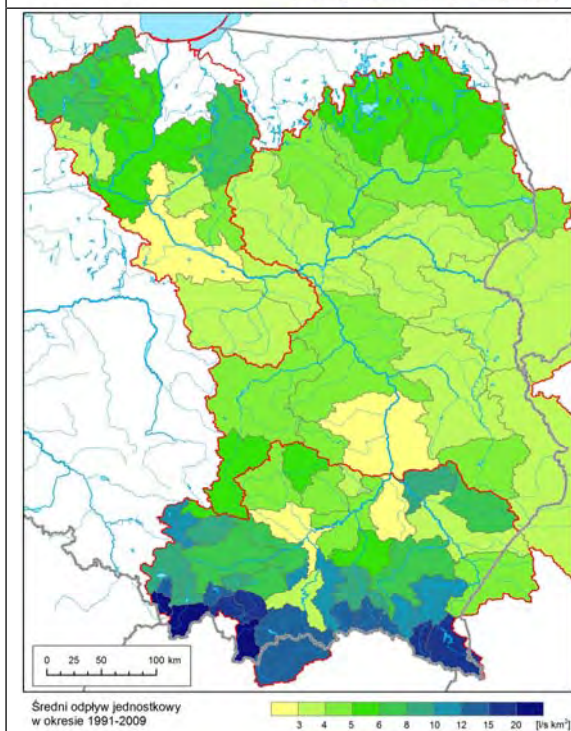 0 25 50 100 km
Średni odpływ jednostkowy
w okresie 1991-2009
3 4 5 6 8 10 12 15 20 [l/s km²]